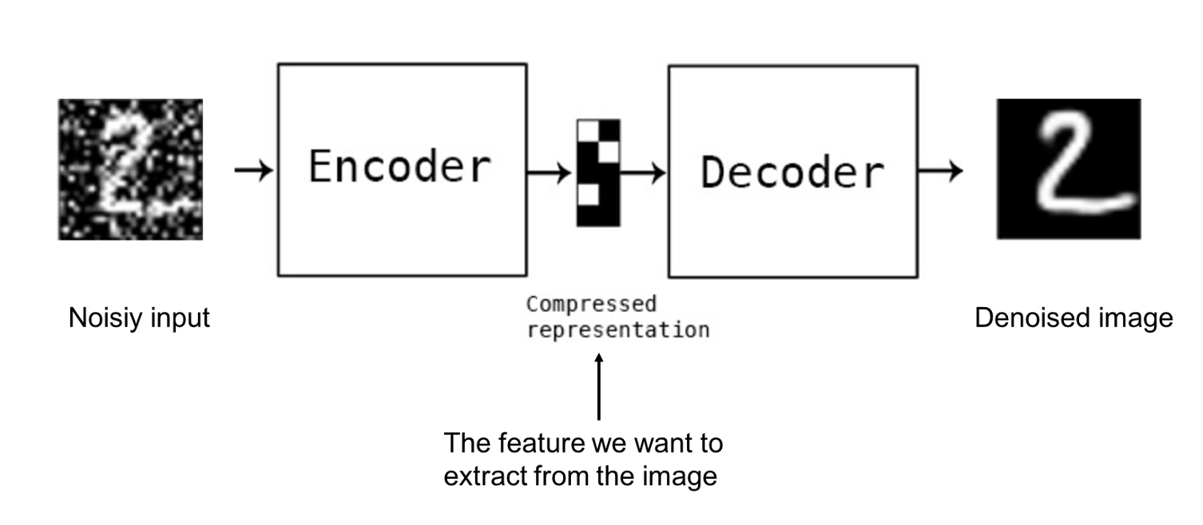 Encoder
Decoder
Noisiy input
Compressed
representation
Denoised image
The feature we want to
extract from the image